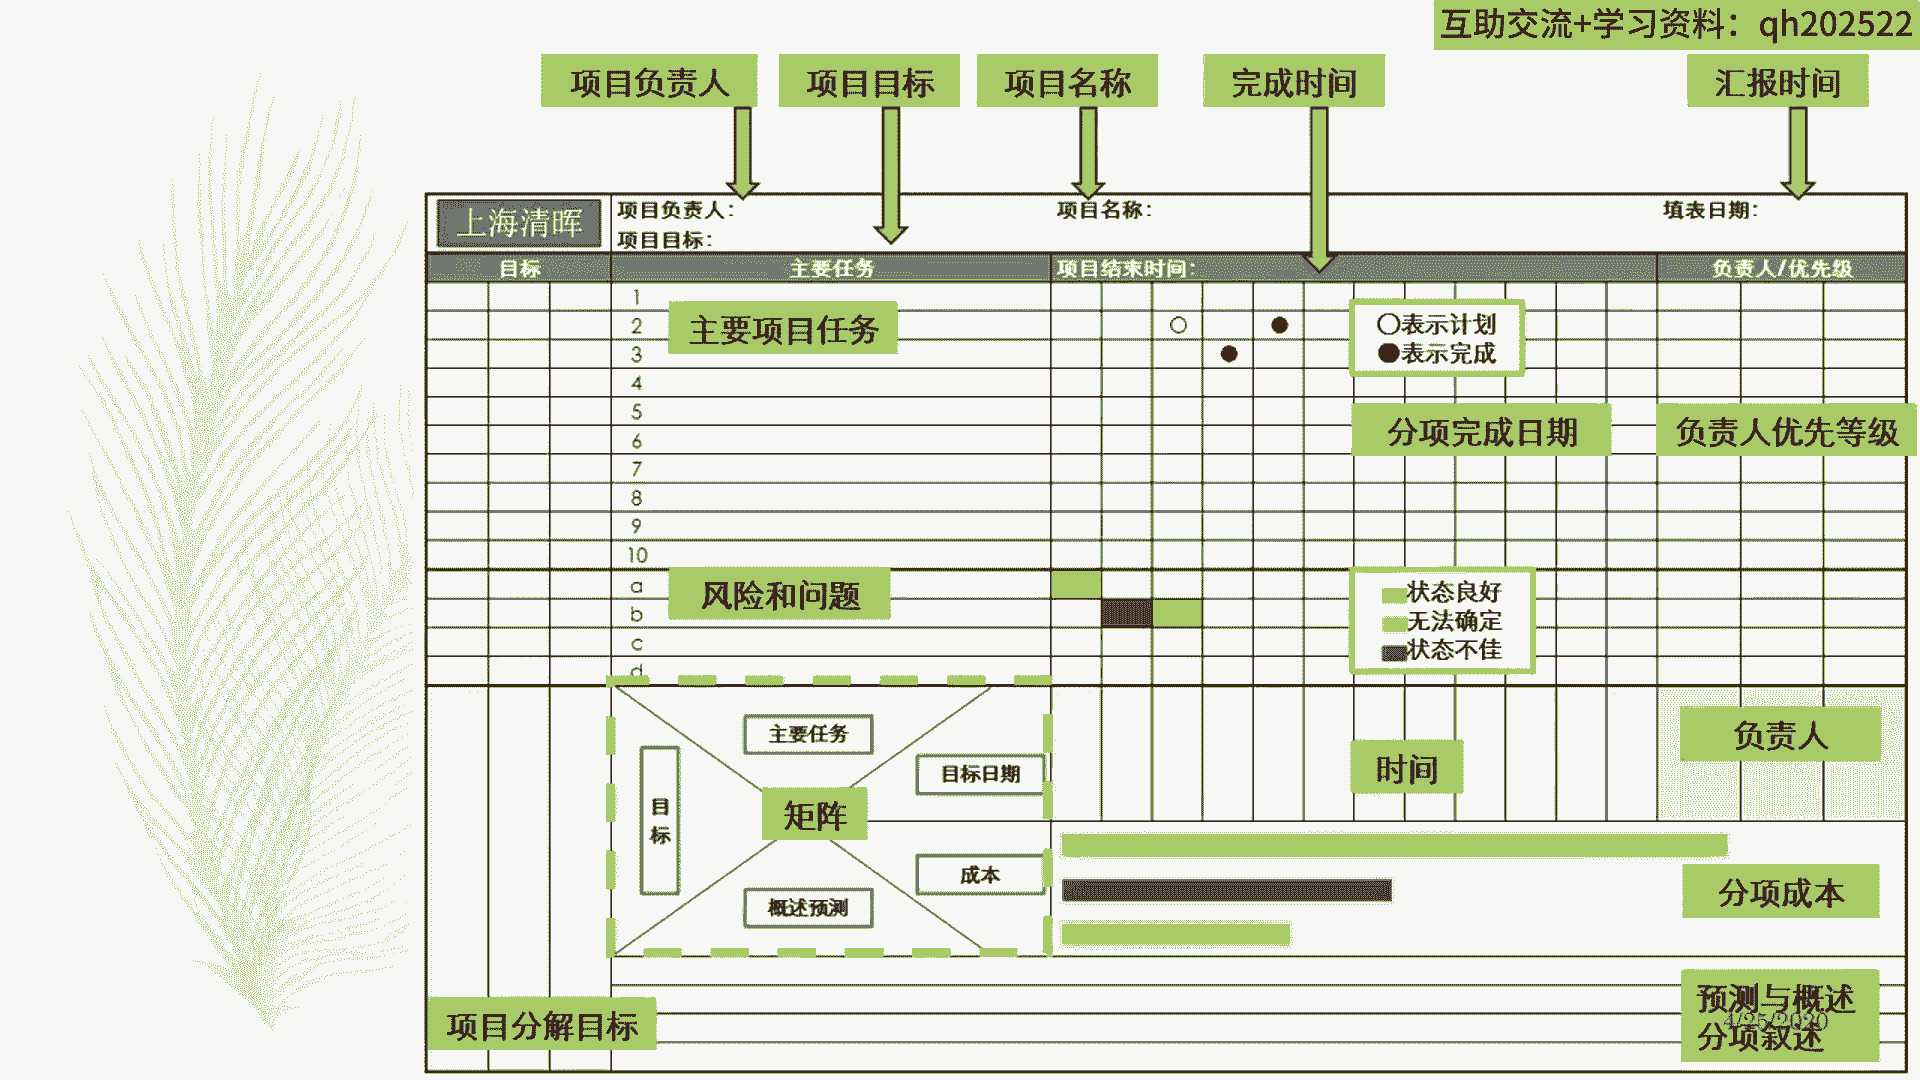 互助交流+学习资料：qh202522
项目负责人
项目目标
项目名称
完成时间
汇报时间
上海清晖
项目负责人：
项目名称：
填表日期：
项目目标：
目标
主要任务
项目结束时间：
负责人/优先级
1
2
3
4
5
6
7
8
9
10
a
b
c
d
主要项目任务
○表示计划
●表示完成
分项完成日期
负责人优先等级
风险和问题
状态良好
无法确定
状态不佳
主要任务
目标日期
目标
矩阵
成本
概述预测
时间
负责人
分项成本
项目分解目标
预测与概述
4/25/2020
分项叙述